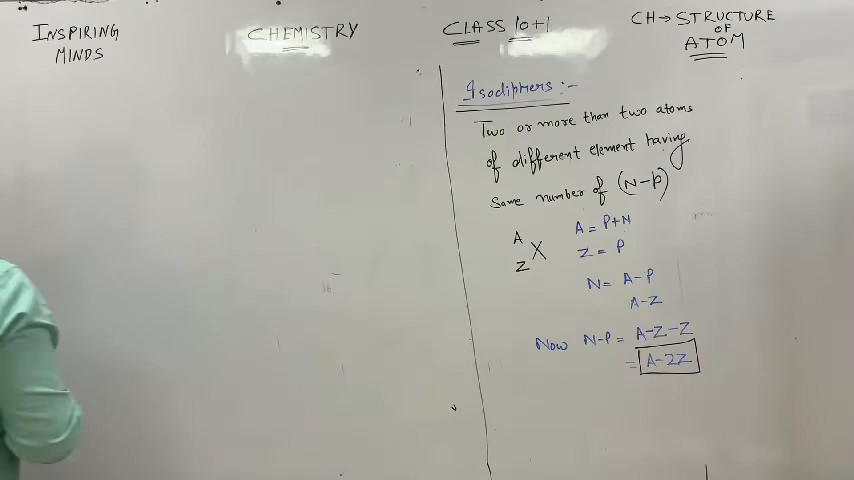 INSPIRING
MINDS
CHEMISTRY
CLASS 10+1
CH→STRUCTURE
OF
ATOM
Isodiphers :-
Two or more than two atoms
of different element having
Same number of (N-P)
A
Z X
A = P+N
Z = P
N = A-P
A-Z
Now N-P = A-Z-Z
= A-2Z